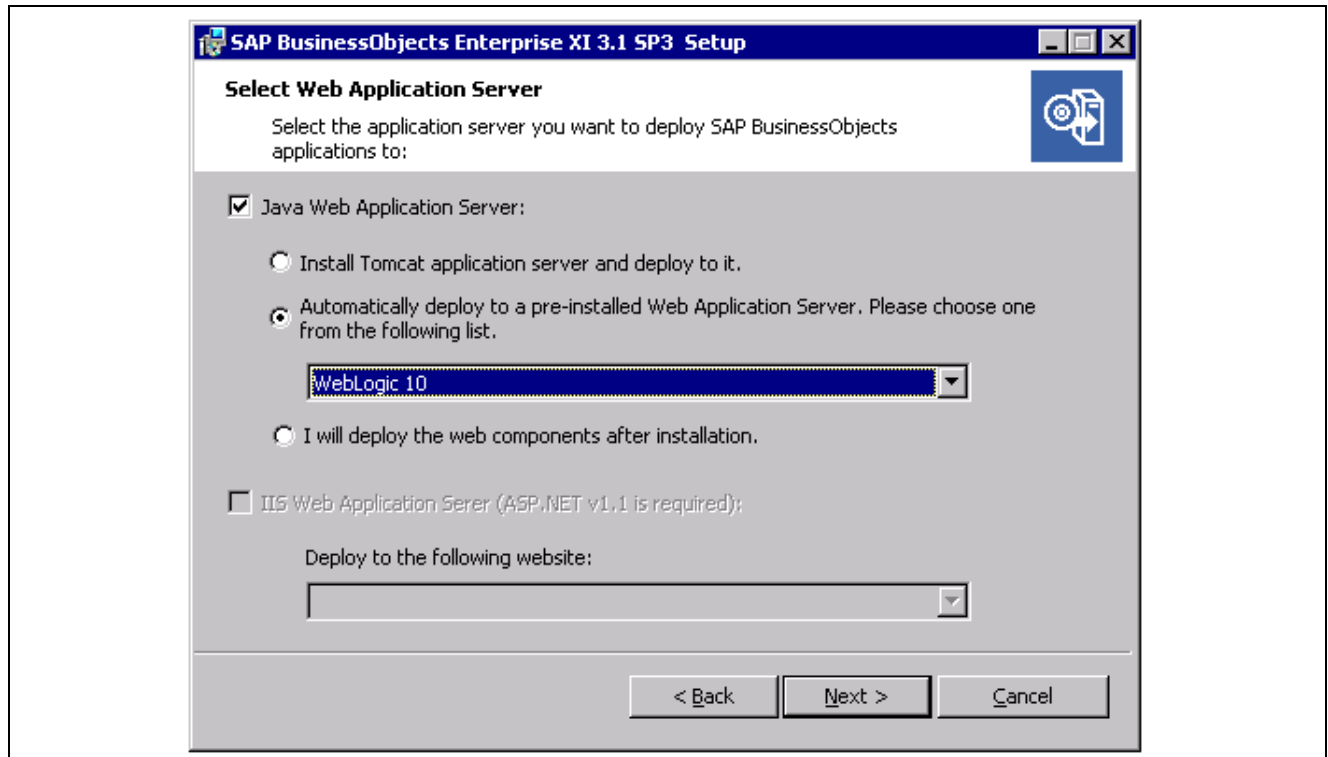 SAP BusinessObjects Enterprise XI 3.1 SP3 Setup
Select Web Application Server
Select the application server you want to deploy SAP BusinessObjects
applications to:
Java Web Application Server:
Install Tomcat application server and deploy to it.
Automatically deploy to a pre-installed Web Application Server. Please choose one
from the following list.
WebLogic 10
I will deploy the web components after installation.
IIS Web Application Serer (ASP.NET v1.1 is required):
Deploy to the following website:
< Back
Next >
Cancel